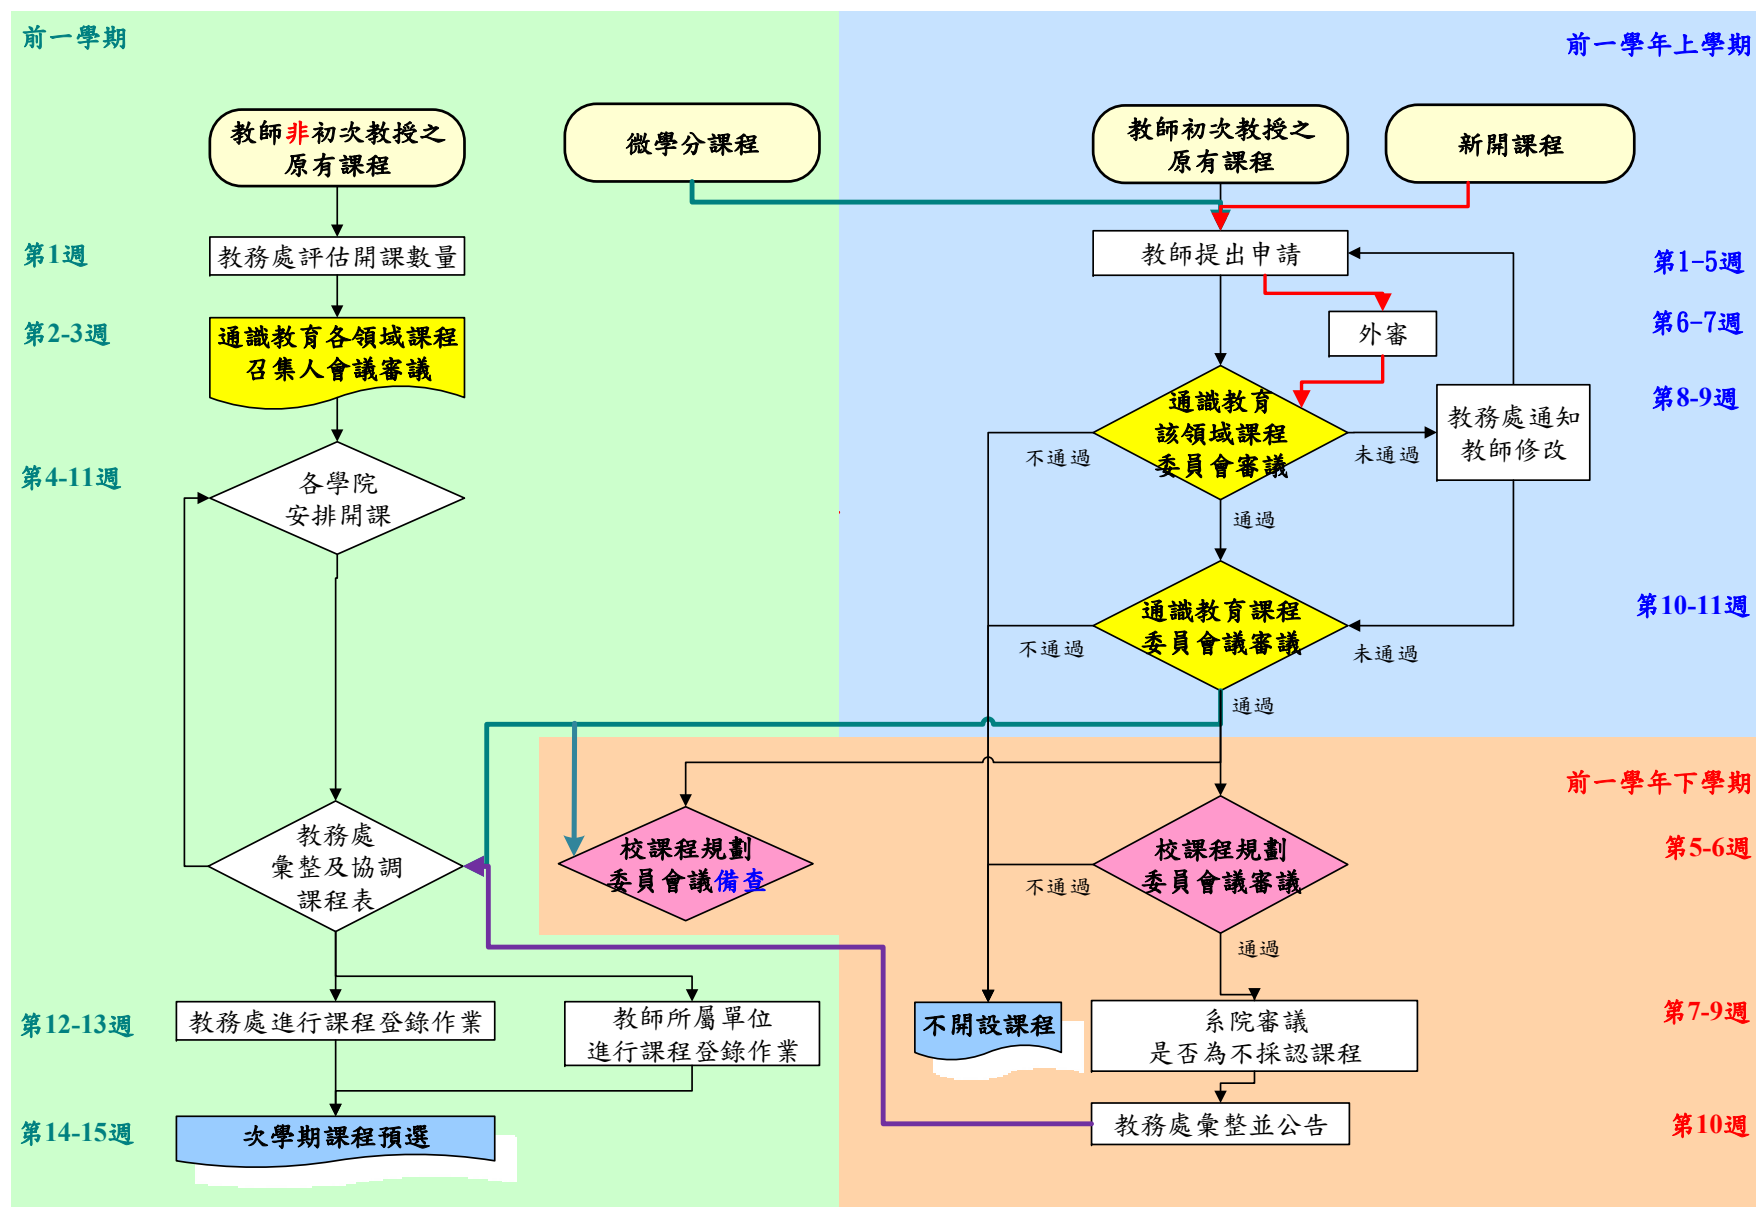 前一學期
前一學年上學期
教師非初次教授之
原有課程
微學分課程
教師初次教授之
原有課程
新開課程
第1週
教務處評估開課數量
教師提出申請
第1-5週
第2-3週
通識教育各領域課程
召集人會議審議
外審
第6-7週
通識教育
該領域課程
委員會審議
不通過
未通過
教務處通知
教師修改
第8-9週
第4-11週
各學院
安排開課
通過
通識教育課程
委員會議審議
不通過
未通過
第10-11週
通過
前一學年下學期
教務處
彙整及協調
課程表
校課程規劃
委員會議備查
校課程規劃
委員會議審議
不通過
第5-6週
通過
第12-13週
教務處進行課程登錄作業
教師所屬單位
進行課程登錄作業
不開設課程
系院審議
是否為不採認課程
第7-9週
第14-15週
次學期課程預選
教務處彙整並公告
第10週